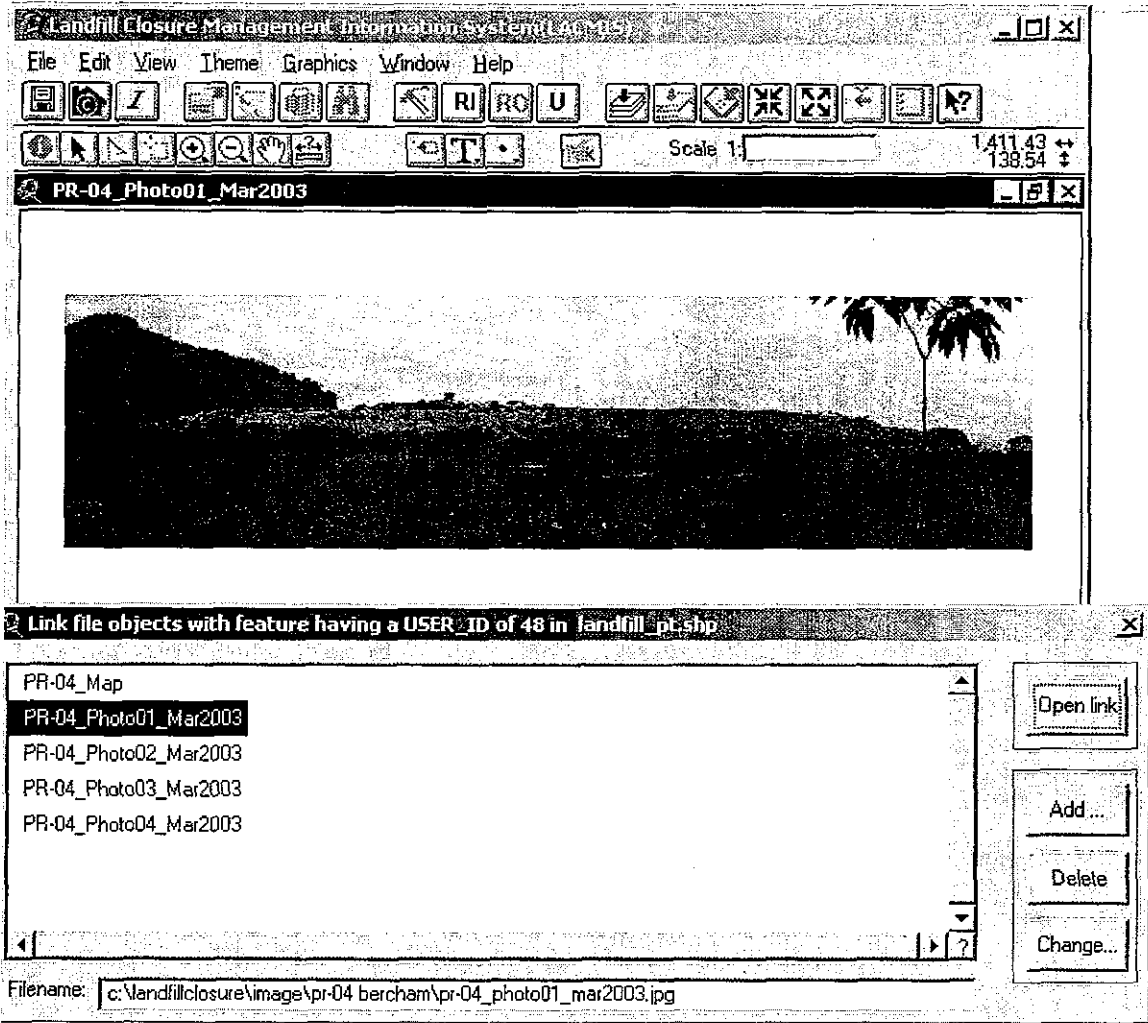 Landfill Closure Management Information System(LACMIS)
File Edit View Theme Graphics Window Help
I RI RO U
T Scale 1: 1,411.43
138.54
PR-04_Photo01_Mar2003
Link file objects with feature having a USER_ID of 48 in landfill_pt.shp
PR-04_Map
PR-04_Photo01_Mar2003
PR-04_Photo02_Mar2003
PR-04_Photo03_Mar2003
PR-04_Photo04_Mar2003
Open link
Add ...
Delete
Change...
?
Filename: c:\landfillclosure\image\pr-04 bercham\pr-04_photo01_mar2003.jpg